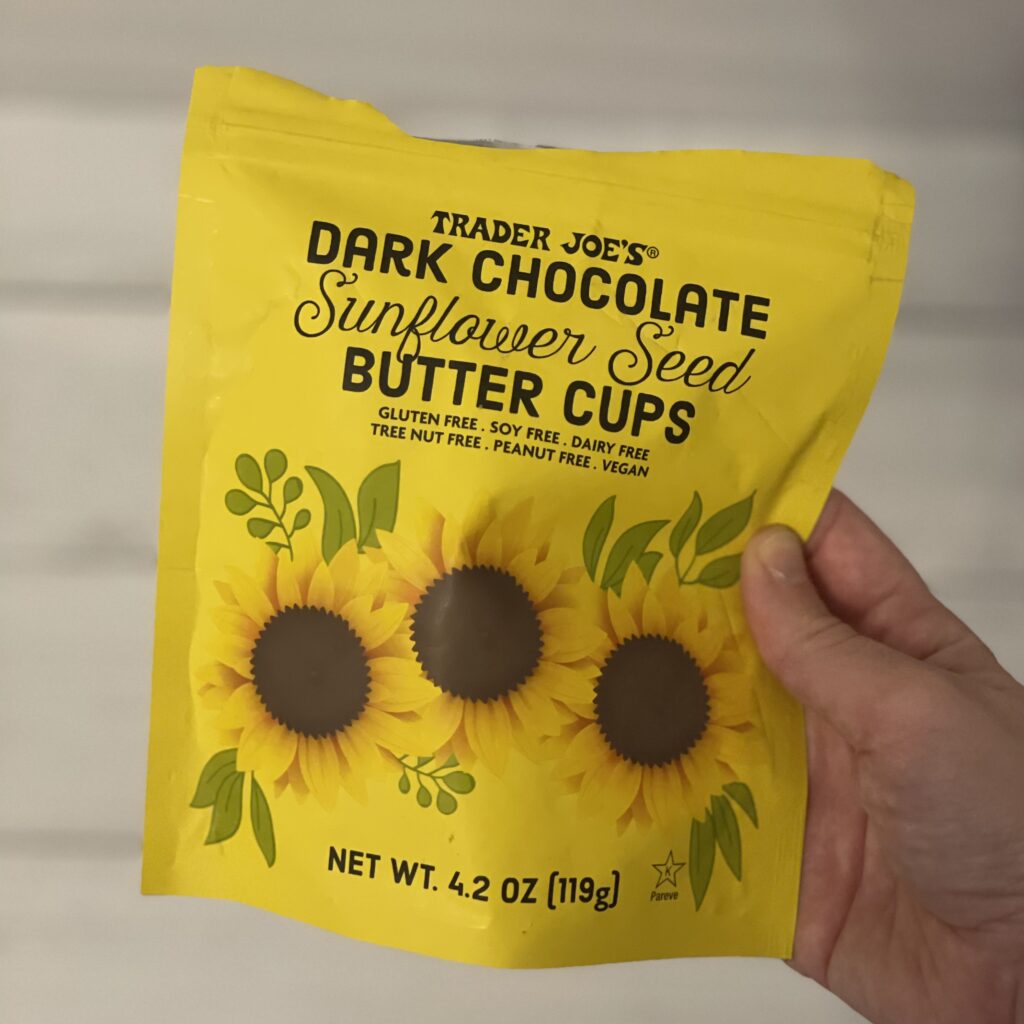 TRADER JOE'S®
DARK CHOCOLATE
Sunflower Seed
BUTTER CUPS
GLUTEN FREE . SOY FREE . DAIRY FREE
TREE NUT FREE . PEANUT FREE . VEGAN
NET WT. 4.2 OZ (119g)
K
Pareve